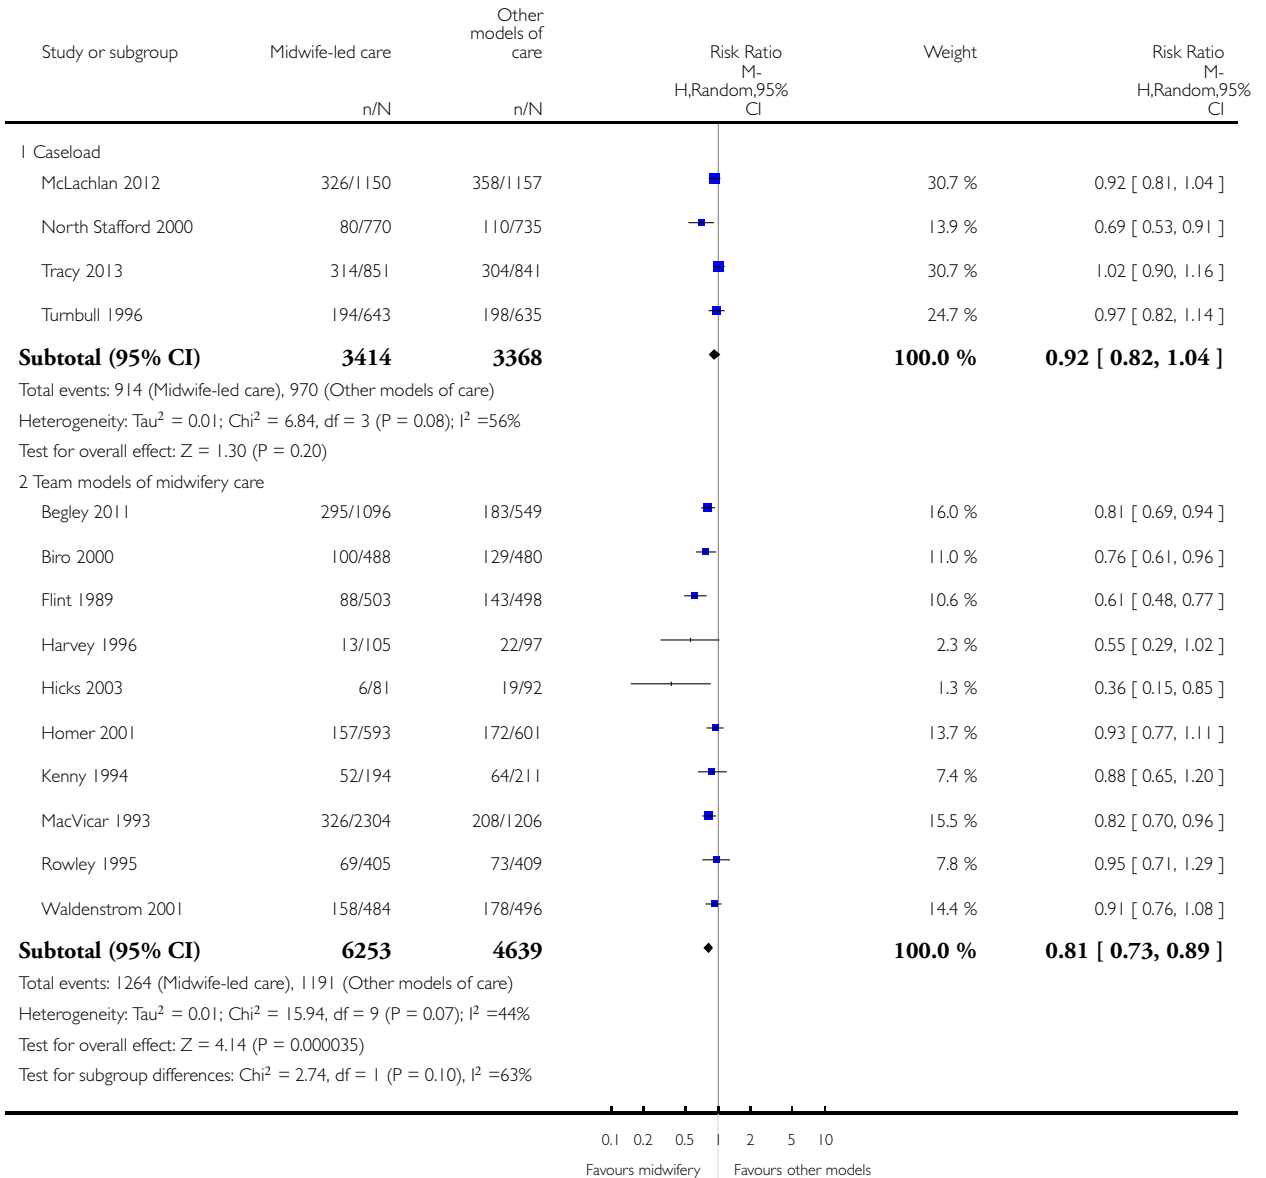 Study or subgroup Midwife-led care Other models of care Risk Ratio Weight Risk Ratio
n/N n/N M-H,Random,95% CI M-H,Random,95% CI
1 Caseload
McLachlan 2012 326/1150 358/1157 30.7 % 0.92 [ 0.81, 1.04 ]
North Stafford 2000 80/770 110/735 13.9 % 0.69 [ 0.53, 0.91 ]
Tracy 2013 314/851 304/841 30.7 % 1.02 [ 0.90, 1.16 ]
Turnbull 1996 194/643 198/635 24.7 % 0.97 [ 0.82, 1.14 ]
Subtotal (95% CI) 3414 3368 100.0 % 0.92 [ 0.82, 1.04 ]
Total events: 914 (Midwife-led care), 970 (Other models of care)
Heterogeneity: Tau² = 0.01; Chi² = 6.84, df = 3 (P = 0.08); I² =56%
Test for overall effect: Z = 1.30 (P = 0.20)
2 Team models of midwifery care
Begley 2011 295/1096 183/549 16.0 % 0.81 [ 0.69, 0.94 ]
Biro 2000 100/488 129/480 11.0 % 0.76 [ 0.61, 0.96 ]
Flint 1989 88/503 143/498 10.6 % 0.61 [ 0.48, 0.77 ]
Harvey 1996 13/105 22/97 2.3 % 0.55 [ 0.29, 1.02 ]
Hicks 2003 6/81 19/92 1.3 % 0.36 [ 0.15, 0.85 ]
Homer 2001 157/593 172/601 13.7 % 0.93 [ 0.77, 1.11 ]
Kenny 1994 52/194 64/211 7.4 % 0.88 [ 0.65, 1.20 ]
MacVicar 1993 326/2304 208/1206 15.5 % 0.82 [ 0.70, 0.96 ]
Rowley 1995 69/405 73/409 7.8 % 0.95 [ 0.71, 1.29 ]
Waldenstrom 2001 158/484 178/496 14.4 % 0.91 [ 0.76, 1.08 ]
Subtotal (95% CI) 6253 4639 100.0 % 0.81 [ 0.73, 0.89 ]
Total events: 1264 (Midwife-led care), 1191 (Other models of care)
Heterogeneity: Tau² = 0.01; Chi² = 15.94, df = 9 (P = 0.07); I² =44%
Test for overall effect: Z = 4.14 (P = 0.000035)
Test for subgroup differences: Chi² = 2.74, df = 1 (P = 0.10), I² =63%
0.1 0.2 0.5 1 2 5 10
Favours midwifery Favours other models